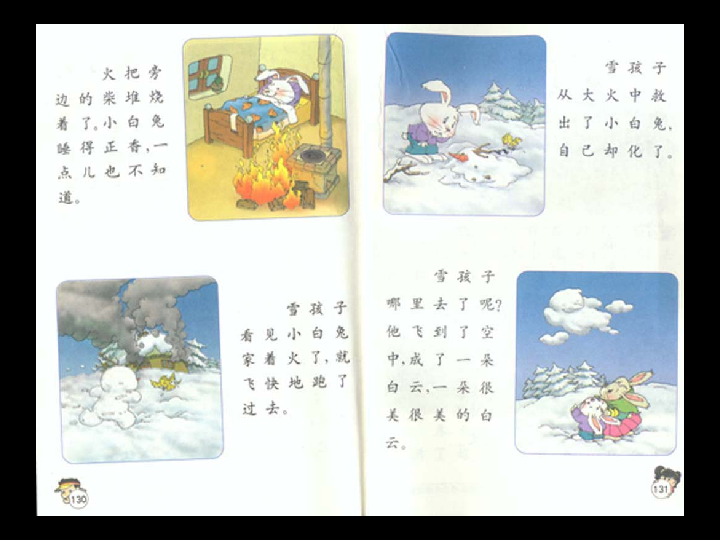 火把旁
边的柴堆烧
着了。小白兔
睡得正香,一
点儿也不知
道。
雪孩子
看见小白兔
家着火了,就
飞快地跑了
过去。
130
雪孩子
从大火中救
出了小白兔,
自己却化了。
雪孩子
哪里去了呢?
他飞到了空
中,成了一朵
白云,一朵很
美很美的白
云。
131